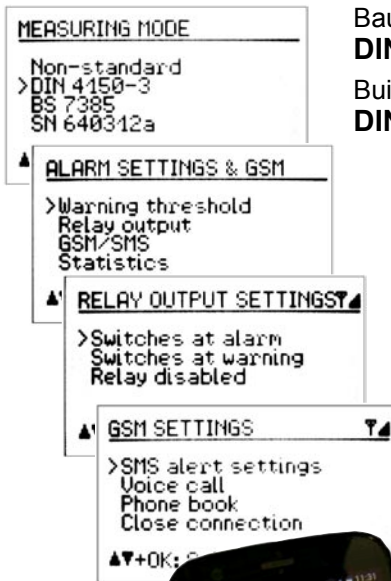 MEASURING MODE
Non-standard
>DIN 4150-3
BS 7385
SN 640312a
▲
ALARM SETTINGS & GSM
>Warning threshold
Relay output
GSM/SMS
Statistics
▲
RELAY OUTPUT SETTINGS
>Switches at alarm
Switches at warning
Relay disabled
▲
GSM SETTINGS
>SMS alert settings
Voice call
Phone book
Close connection
▲▼+OK:
Bau
DIN
Bui
DIN
11:31